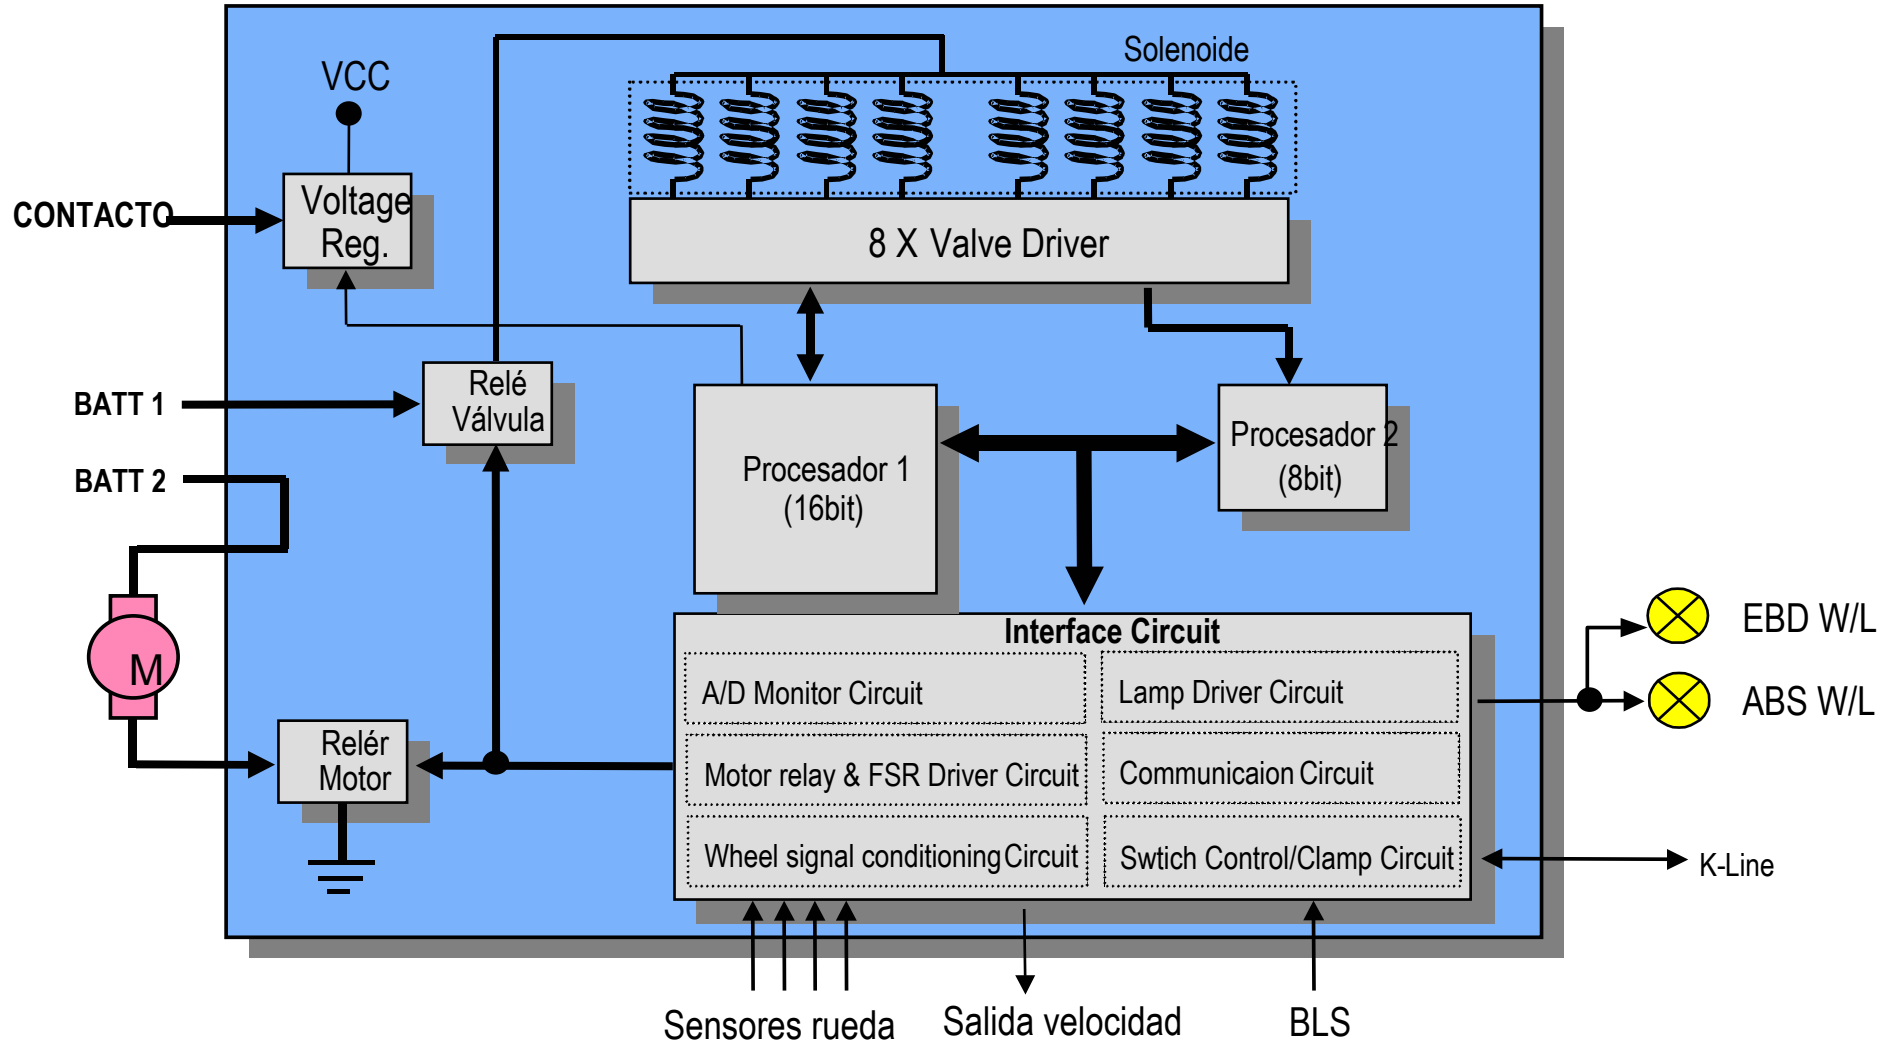 Solenoide
VCC
CONTACTO
Voltage
Reg.
8 X Valve Driver
BATT 1
Relé
Válvula
BATT 2
Procesador 1
(16bit)
Procesador 2
(8bit)
M
Relér
Motor
Interface Circuit
A/D Monitor Circuit
Lamp Driver Circuit
Motor relay & FSR Driver Circuit
Communicaion Circuit
Wheel signal conditioning Circuit
Swtich Control/Clamp Circuit
EBD W/L
ABS W/L
K-Line
Sensores rueda
Salida velocidad
BLS